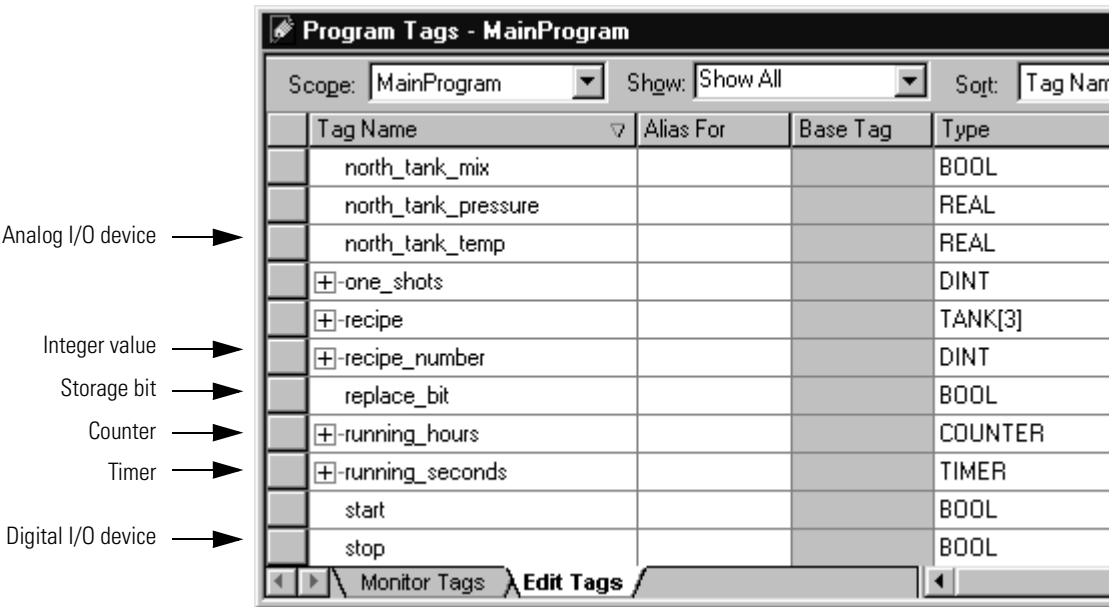 Program Tags - MainProgram
Scope: MainProgram Show: Show All Sort: Tag Nam
Tag Name Alias For Base Tag Type
north_tank_mix BOOL
north_tank_pressure REAL
Analog I/O device north_tank_temp REAL
one_shots DINT
recipe TANK[3]
Integer value recipe_number DINT
Storage bit replace_bit BOOL
Counter running_hours COUNTER
Timer running_seconds TIMER
start BOOL
Digital I/O device stop BOOL
Monitor Tags Edit Tags